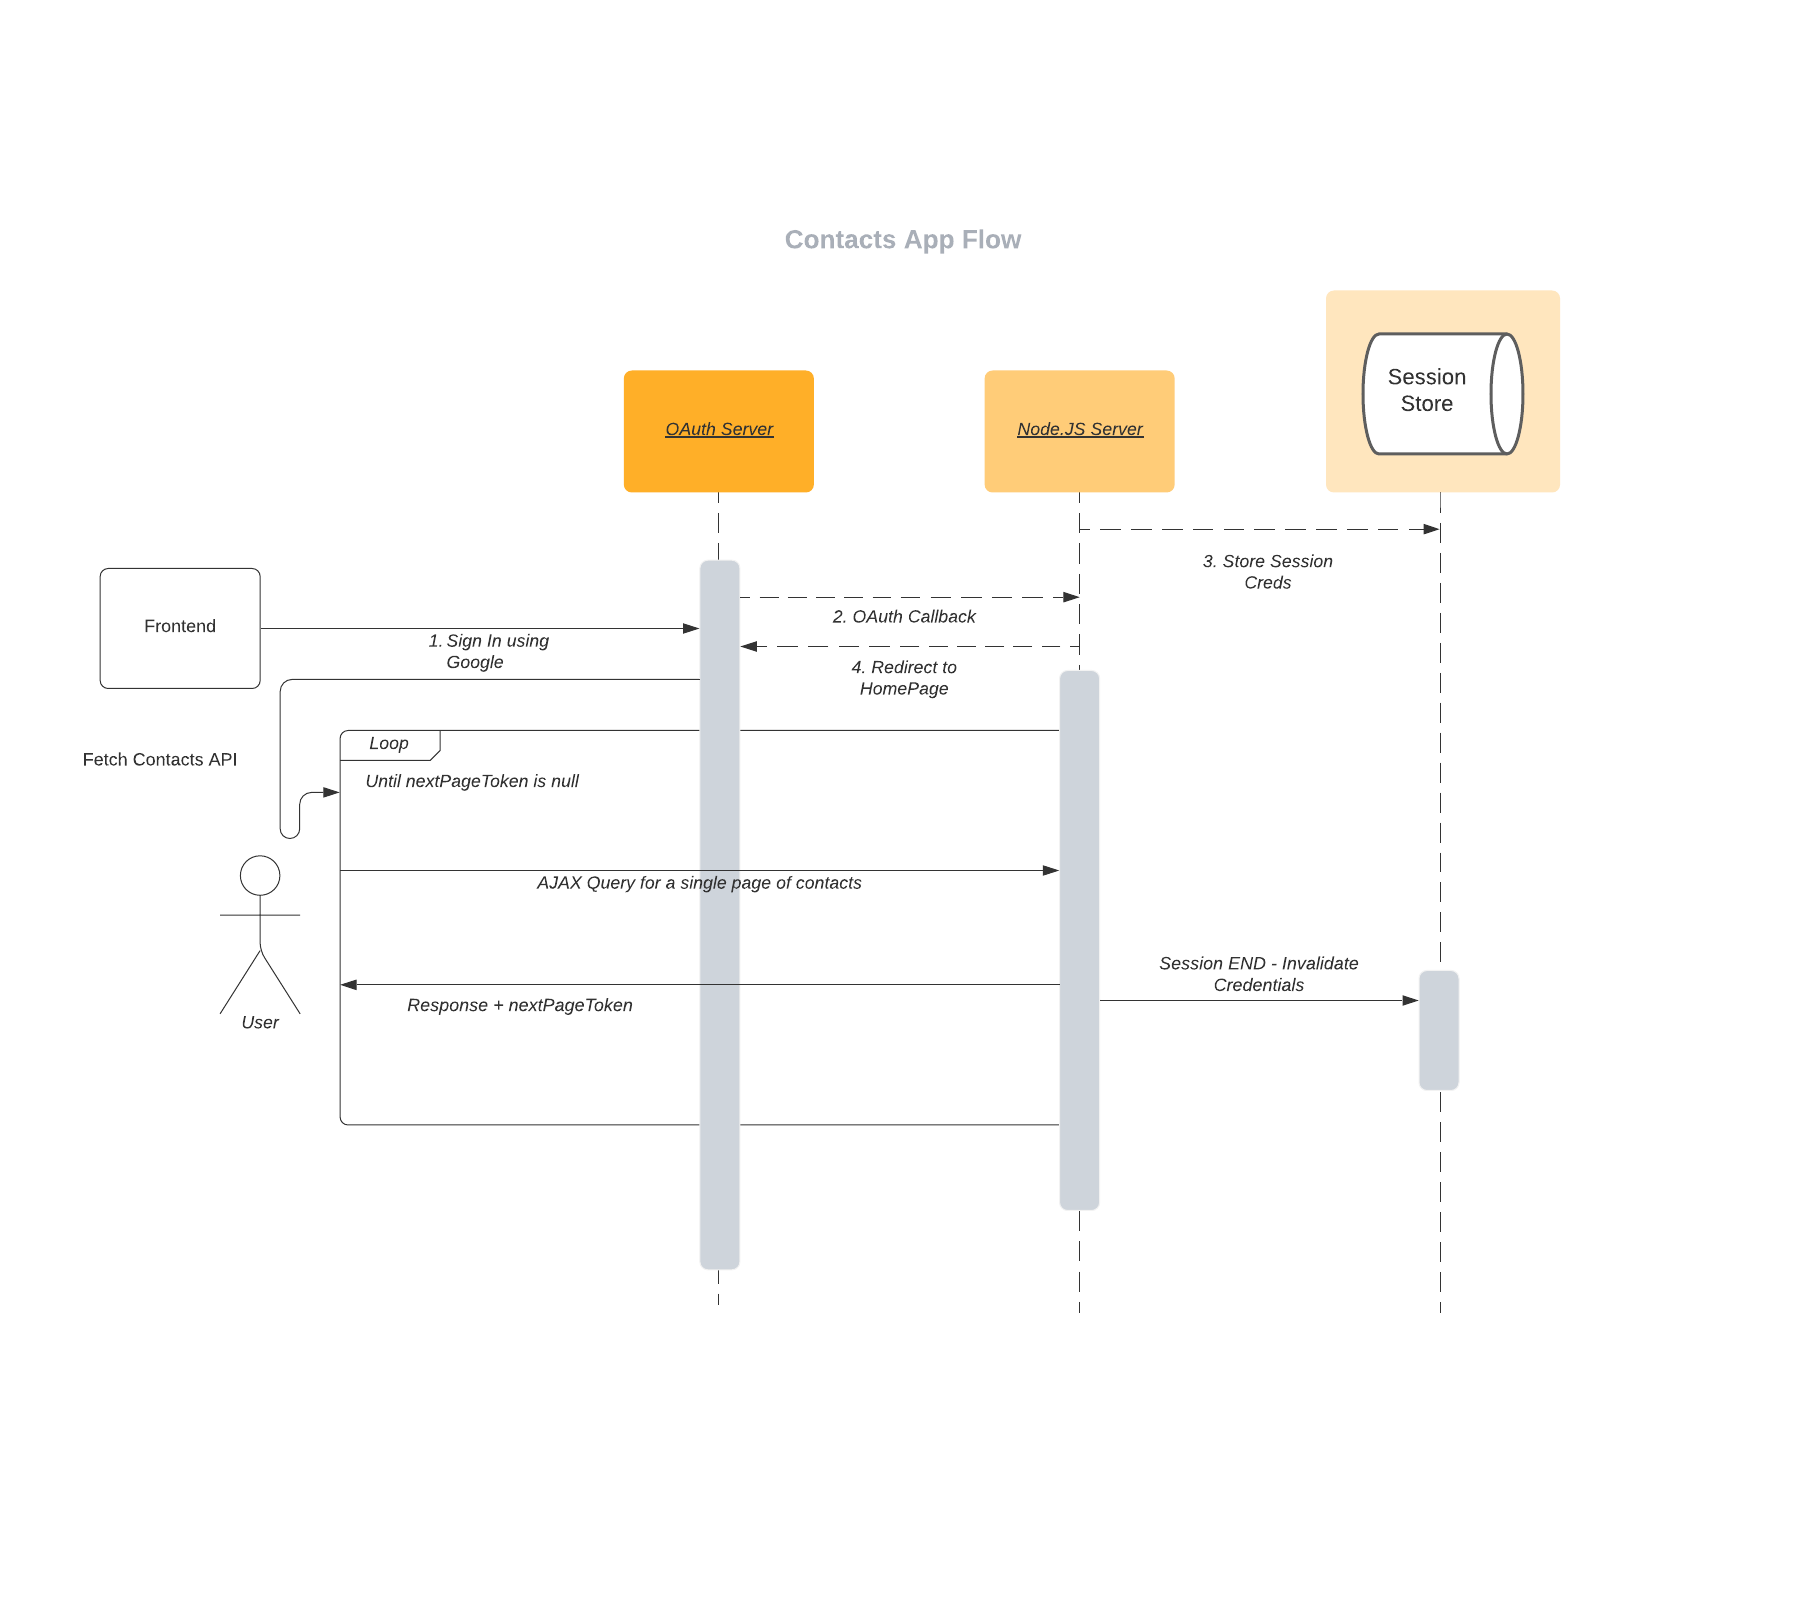 Contacts App Flow
Session
Store
OAuth Server
Node.JS Server
3. Store Session
Creds
Frontend
2. OAuth Callback
1. Sign In using
Google
4. Redirect to
HomePage
Loop
Fetch Contacts API
Until nextPageToken is null
AJAX Query for a single page of contacts
Session END - Invalidate
Credentials
Response + nextPageToken
User